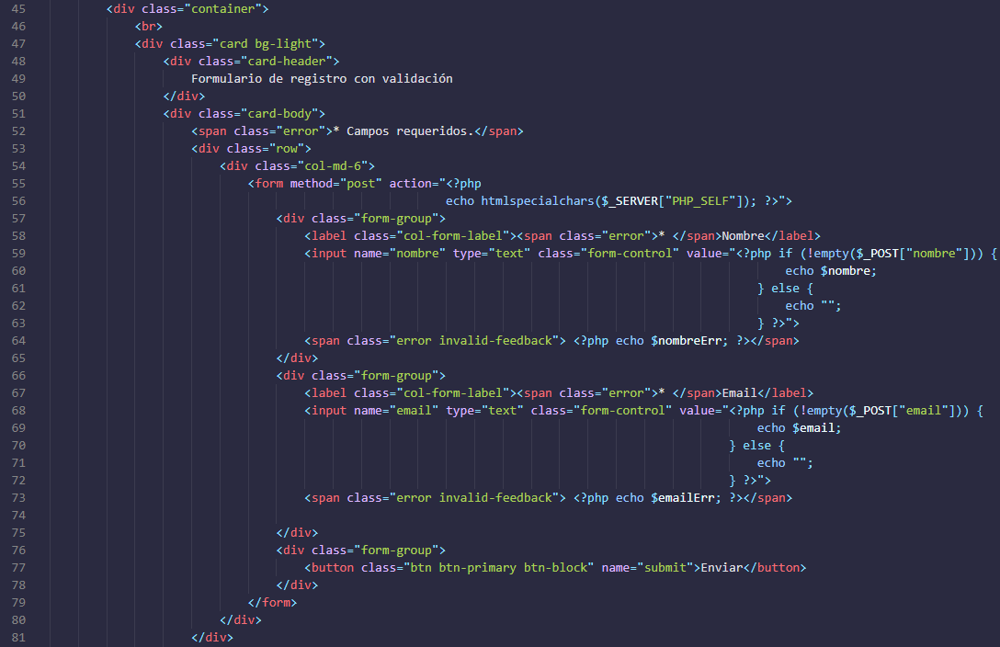 45 <div class="container">
46 <br>
47 <div class="card bg-light">
48 <div class="card-header">
49 Formulario de registro con validación
50 </div>
51 <div class="card-body">
52 <span class="error">* Campos requeridos.</span>
53 <div class="row">
54 <div class="col-md-6">
55 <form method="post" action="<?php
56 echo htmlspecialchars($_SERVER["PHP_SELF"]); ?>">
57 <div class="form-group">
58 <label class="col-form-label"><span class="error">* </span>Nombre</label>
59 <input name="nombre" type="text" class="form-control" value="<?php if (!empty($_POST["nombre"])) {
60 echo $nombre;
61 } else {
62 echo "";
63 } ?>">
64 <span class="error invalid-feedback"> <?php echo $nombreErr; ?></span>
65 </div>
66 <div class="form-group">
67 <label class="col-form-label"><span class="error">* </span>Email</label>
68 <input name="email" type="text" class="form-control" value="<?php if (!empty($_POST["email"])) {
69 echo $email;
70 } else {
71 echo "";
72 } ?>">
73 <span class="error invalid-feedback"> <?php echo $emailErr; ?></span>
74
75 </div>
76 <div class="form-group">
77 <button class="btn btn-primary btn-block" name="submit">Enviar</button>
78 </div>
79 </form>
80 </div>
81 </div>